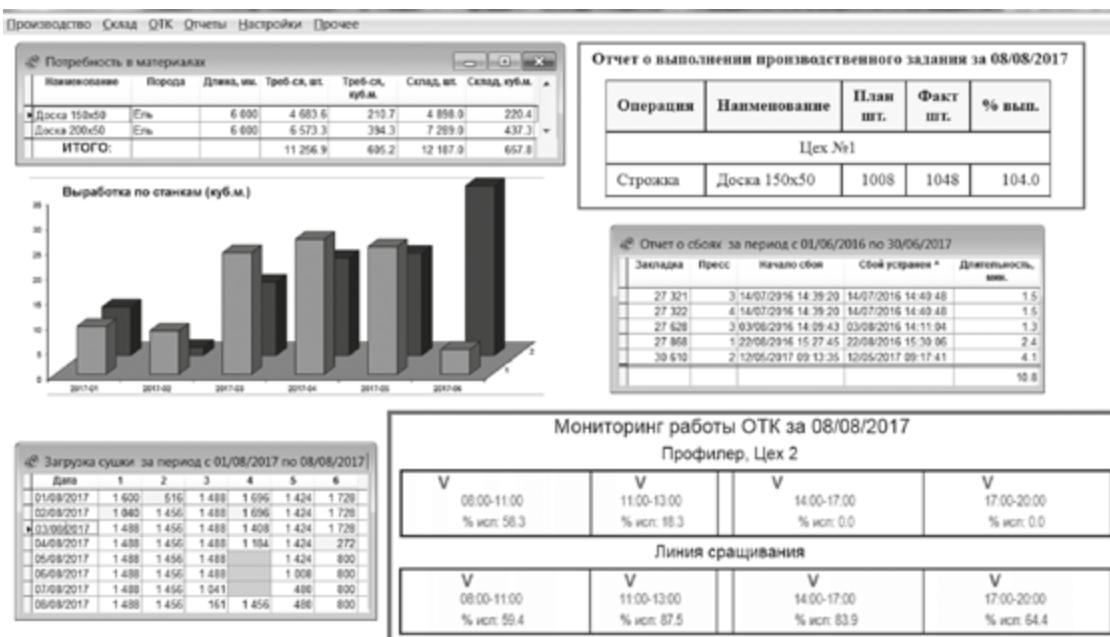 Производство Склад ОТК Отчеты Настройки Прочее
Потребность в материалах
Наименование Порода Длина, мм. Треб-ся, шт. Треб-ся, куб.м. Склад, шт. Склад, куб.м.
Доска 150x50 Ель 6 000 4 683.6 210.7 4 898.0 220.4
Доска 200x50 Ель 6 000 6 573.3 394.3 7 289.0 437.3
ИТОГО: 11 256.9 605.2 12 187.0 657.8
Отчет о выполнении производственного задания за 08/08/2017
Операция Наименование План шт. Факт шт. % вып.
Цех №1
Строжка Доска 150x50 1008 1048 104.0
Выработка по станкам (куб.м.)
35
30
25
20
15
10
5
0
2017-01 2017-02 2017-03 2017-04 2017-05 2017-06
1
2
Отчет о сбоях за период с 01/06/2016 по 30/06/2017
Закладка Пресс Начало сбоя Сбой устранен Длительность, мин.
27 321 3 14/07/2016 14:39:20 14/07/2016 14:40:48 1.5
27 322 4 14/07/2016 14:39:20 14/07/2016 14:40:48 1.5
27 628 3 03/08/2016 14:09:43 03/08/2016 14:11:04 1.3
27 868 1 22/08/2016 15:27:45 22/08/2016 15:30:06 2.4
30 610 2 12/05/2017 09:13:35 12/05/2017 09:17:41 4.1
10.8
Загрузка сушки за период с 01/08/2017 по 08/08/2017
Дата 1 2 3 4 5 6
01/08/2017 1 600 516 1 488 1 696 1 424 1 728
02/08/2017 1 040 1 456 1 488 1 696 1 424 1 728
03/08/2017 1 488 1 456 1 488 1 408 1 424 1 728
04/08/2017 1 488 1 456 1 488 1 184 1 424 272
05/08/2017 1 488 1 456 1 488 1 424 800
06/08/2017 1 488 1 456 1 488 1 008 800
07/08/2017 1 488 1 456 1 041 480 800
08/08/2017 1 488 1 456 161 1 456 480 800
Мониторинг работы ОТК за 08/08/2017
Профилер, Цех 2
V V V V
08:00-11:00 11:00-13:00 14:00-17:00 17:00-20:00
% исп: 58.3 % исп: 18.3 % исп: 0.0 % исп: 0.0
Линия сращивания
V V V V
08:00-11:00 11:00-13:00 14:00-17:00 17:00-20:00
% исп: 59.4 % исп: 87.5 % исп: 83.9 % исп: 64.4